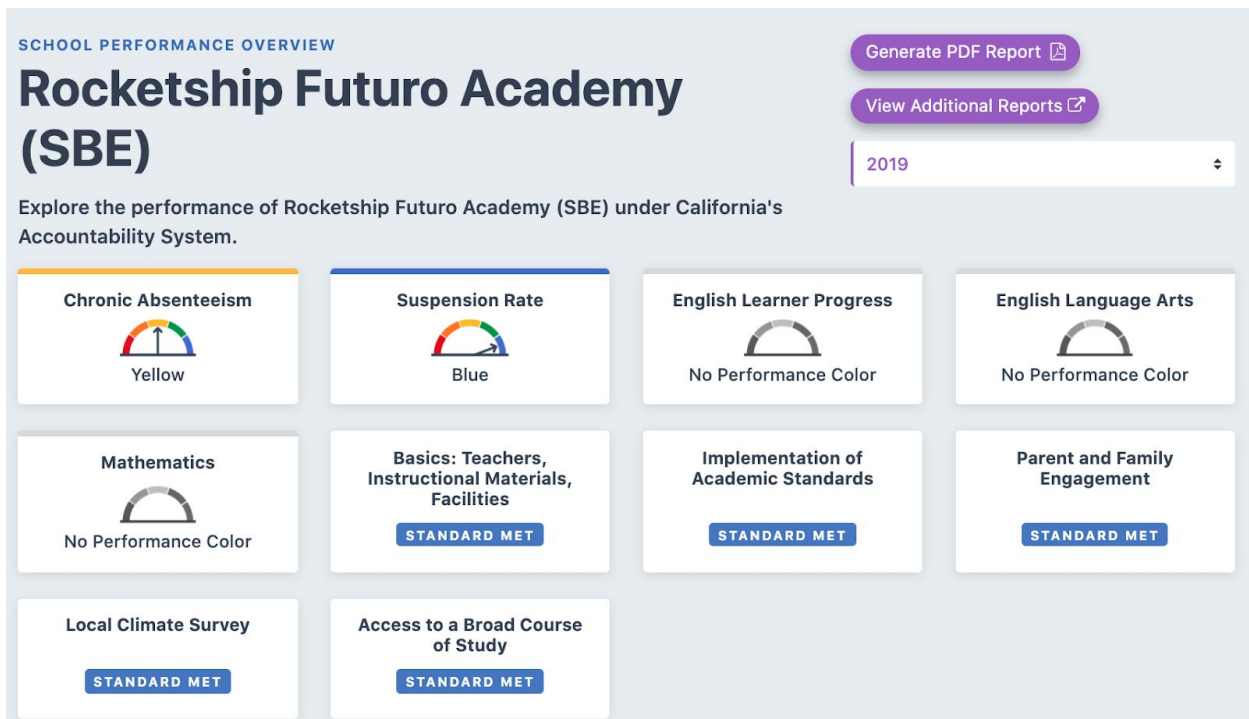 SCHOOL PERFORMANCE OVERVIEW
Rocketship Futuro Academy
(SBE)
Generate PDF Report
View Additional Reports
2019
Explore the performance of Rocketship Futuro Academy (SBE) under California's
Accountability System.
Chronic Absenteeism
Yellow
Suspension Rate
Blue
English Learner Progress
No Performance Color
English Language Arts
No Performance Color
Mathematics
No Performance Color
Basics: Teachers,
Instructional Materials,
Facilities
STANDARD MET
Implementation of
Academic Standards
STANDARD MET
Parent and Family
Engagement
STANDARD MET
Local Climate Survey
STANDARD MET
Access to a Broad Course
of Study
STANDARD MET